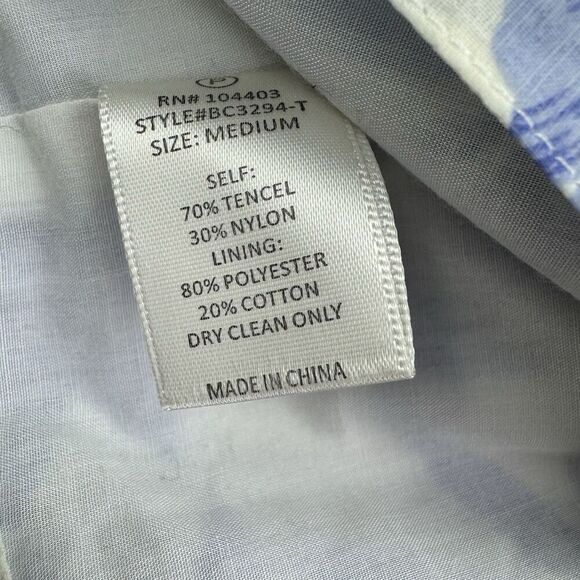 P
RN# 104403
STYLE#BC3294-T
SIZE: MEDIUM
SELF:
70% TENCEL
30% NYLON
LINING:
80% POLYESTER
20% COTTON
DRY CLEAN ONLY
MADE IN CHINA